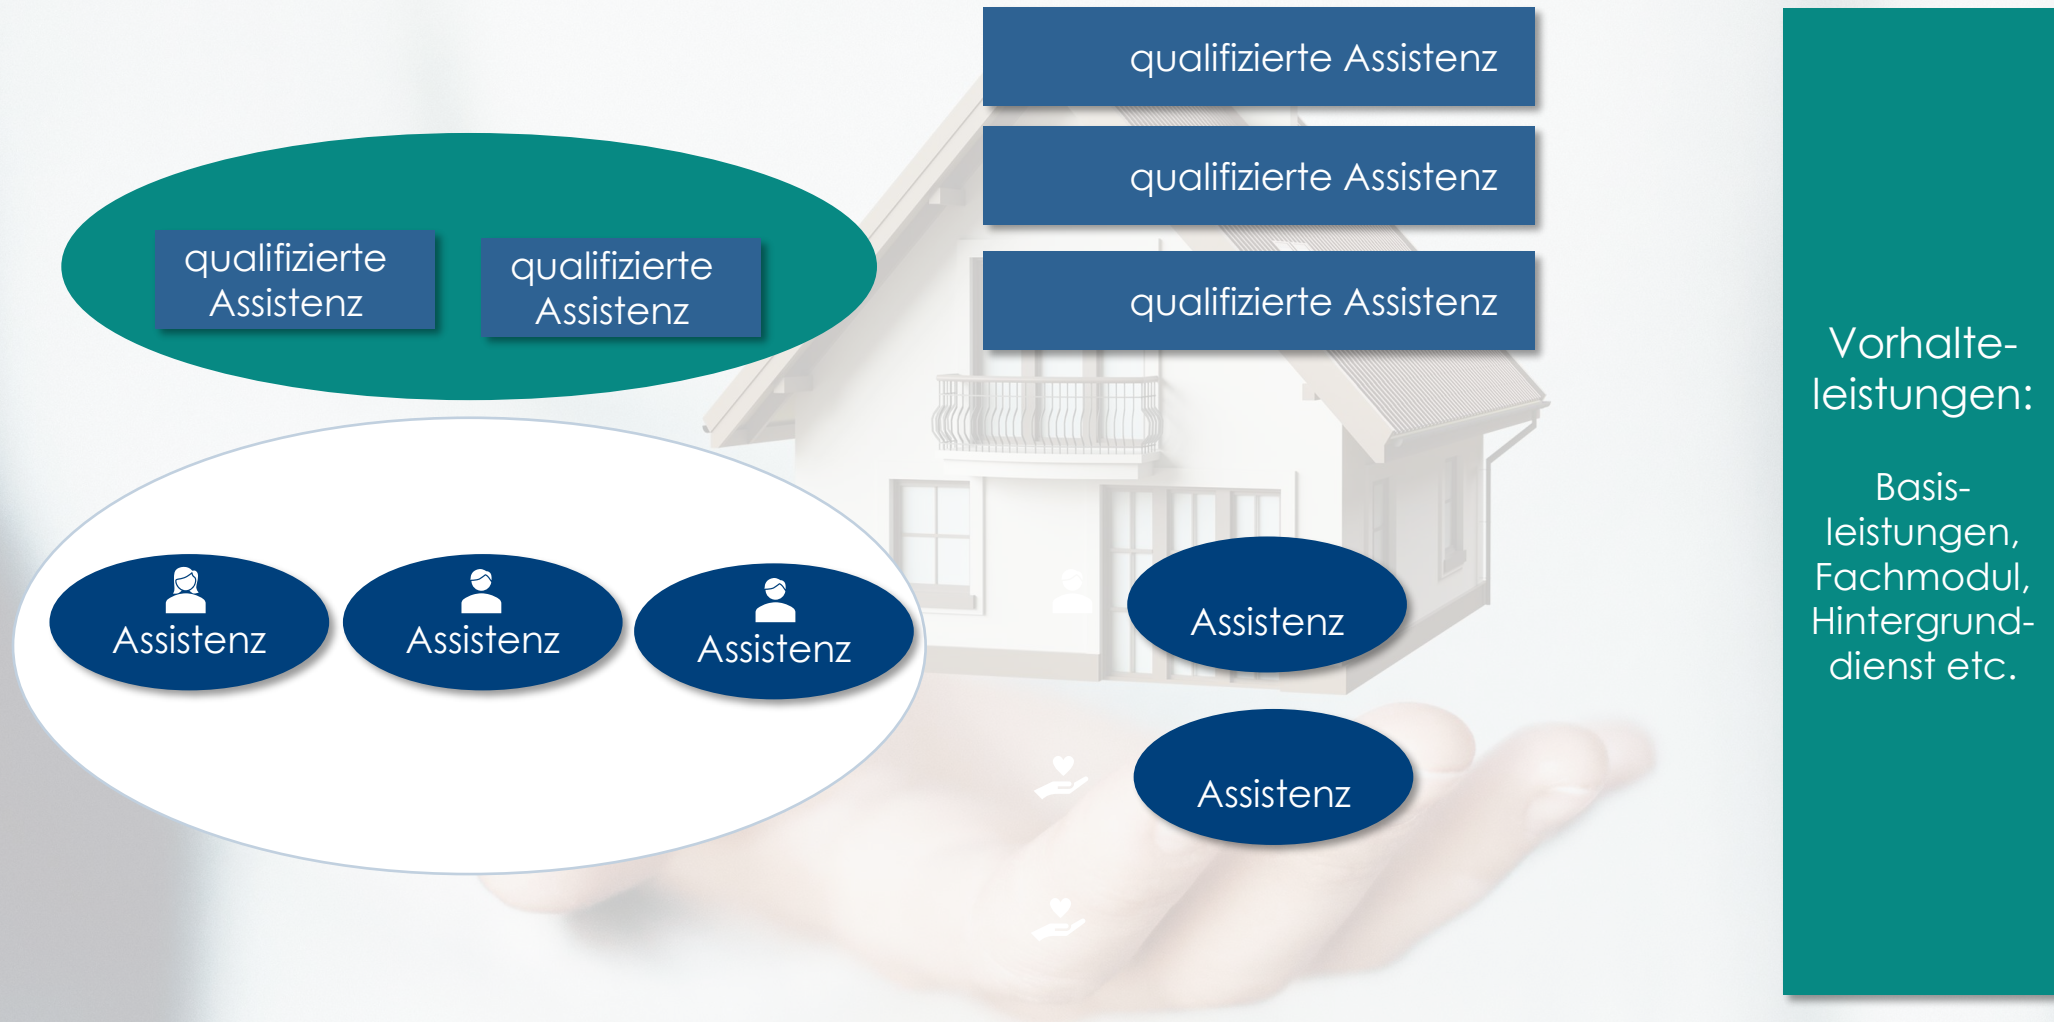 qualifizierte Assistenz
qualifizierte Assistenz
qualifizierte Assistenz
qualifizierte
Assistenz
qualifizierte
Assistenz
Assistenz
Assistenz
Assistenz
Assistenz
Assistenz
Vorhalte-
leistungen:
Basis-
leistungen,
Fachmodul,
Hintergrund-
dienst etc.